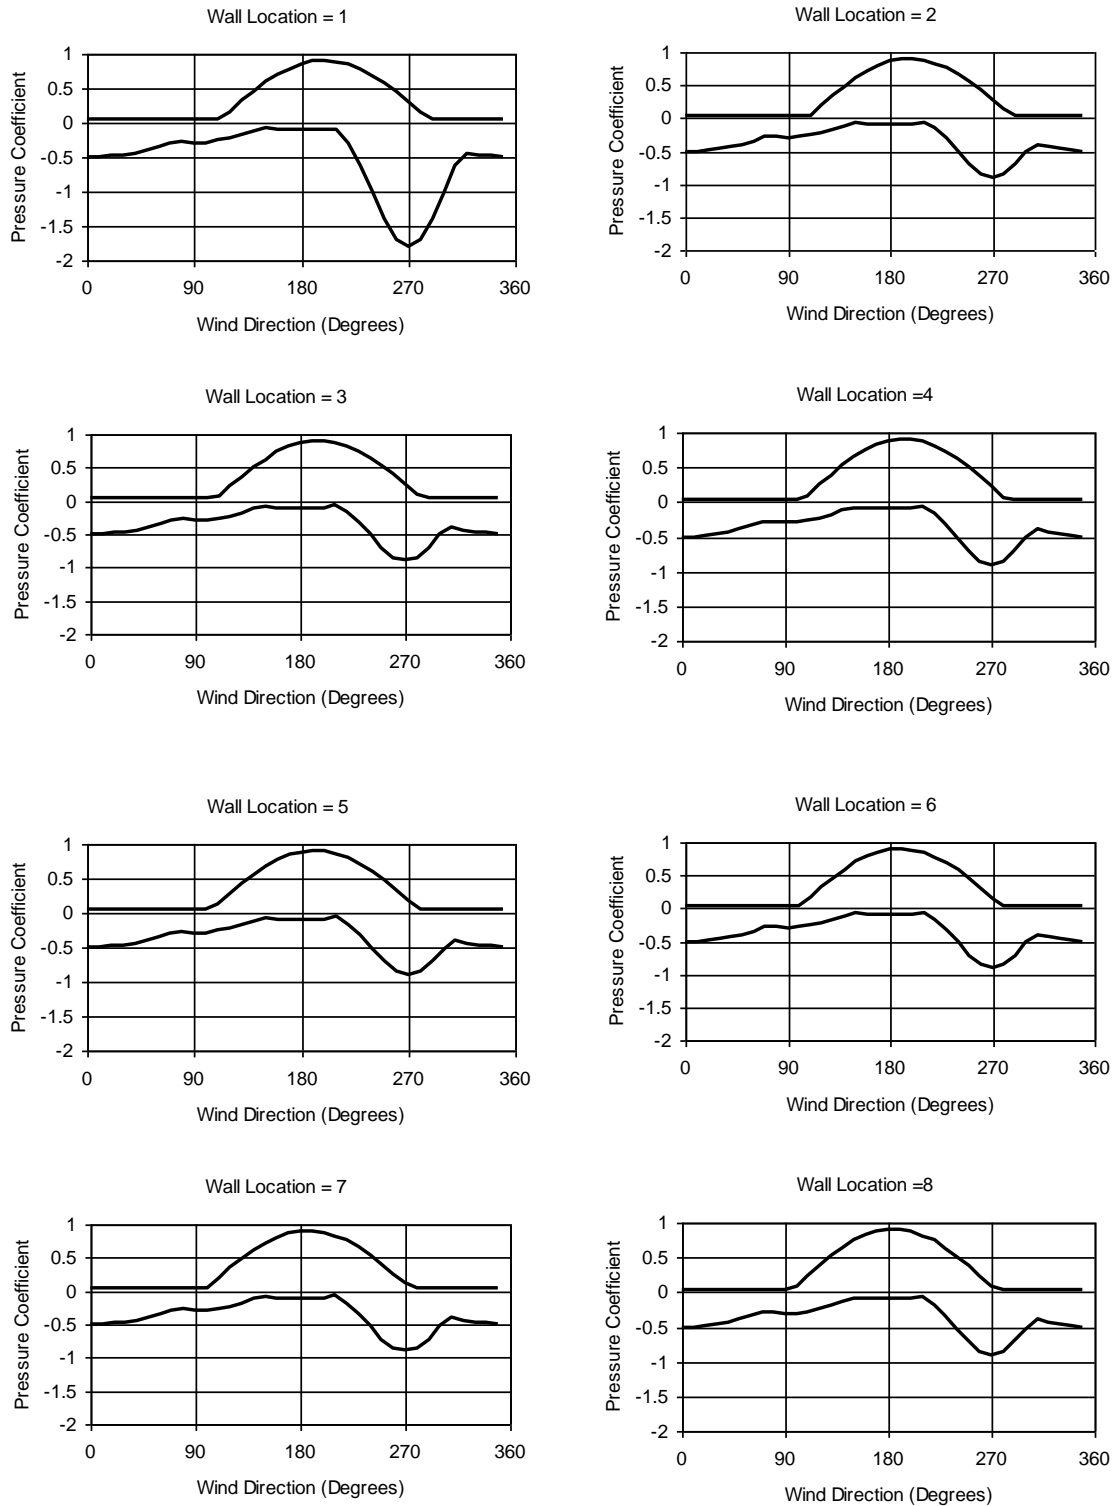 Wall Location = 1
Pressure Coefficient
1
0.5
0
-0.5
-1
-1.5
-2
0 90 180 270 360
Wind Direction (Degrees)
Wall Location = 2
Pressure Coefficient
1
0.5
0
-0.5
-1
-1.5
-2
0 90 180 270 360
Wind Direction (Degrees)
Wall Location = 3
Pressure Coefficient
1
0.5
0
-0.5
-1
-1.5
-2
0 90 180 270 360
Wind Direction (Degrees)
Wall Location =4
Pressure Coefficient
1
0.5
0
-0.5
-1
-1.5
-2
0 90 180 270 360
Wind Direction (Degrees)
Wall Location = 5
Pressure Coefficient
1
0.5
0
-0.5
-1
-1.5
-2
0 90 180 270 360
Wind Direction (Degrees)
Wall Location = 6
Pressure Coefficient
1
0.5
0
-0.5
-1
-1.5
-2
0 90 180 270 360
Wind Direction (Degrees)
Wall Location = 7
Pressure Coefficient
1
0.5
0
-0.5
-1
-1.5
-2
0 90 180 270 360
Wind Direction (Degrees)
Wall Location =8
Pressure Coefficient
1
0.5
0
-0.5
-1
-1.5
-2
0 90 180 270 360
Wind Direction (Degrees)